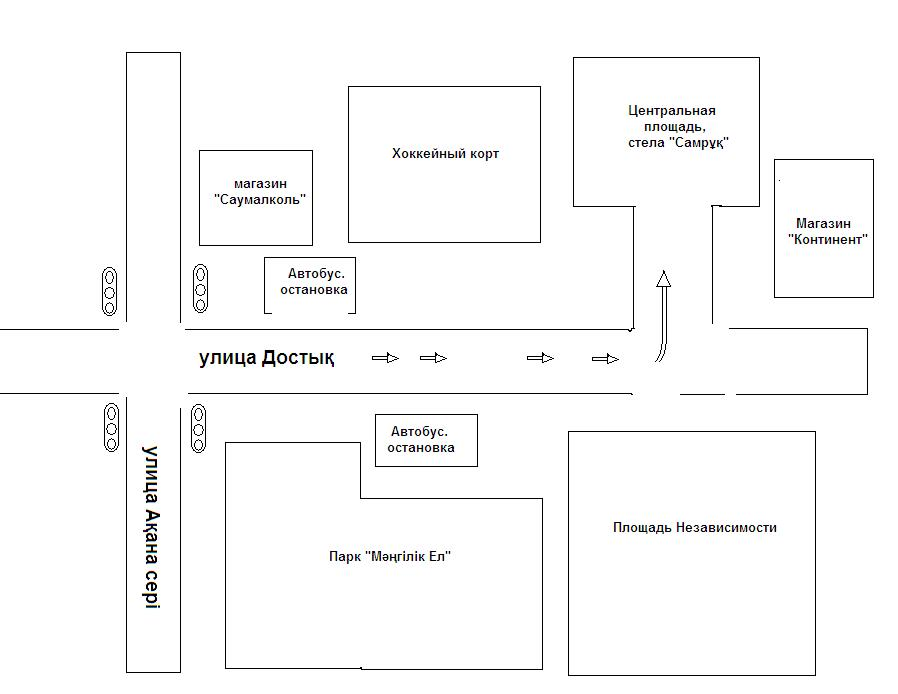 Центральная
площадь,
стела "Самрұқ"
Хоккейный корт
магазин
"Саумалколь"
Магазин
"Континент"
Автобус.
остановка
улица Достық
Автобус.
остановка
улица Ақана сері
Площадь Независимости
Парк "Мәңгілік Ел"